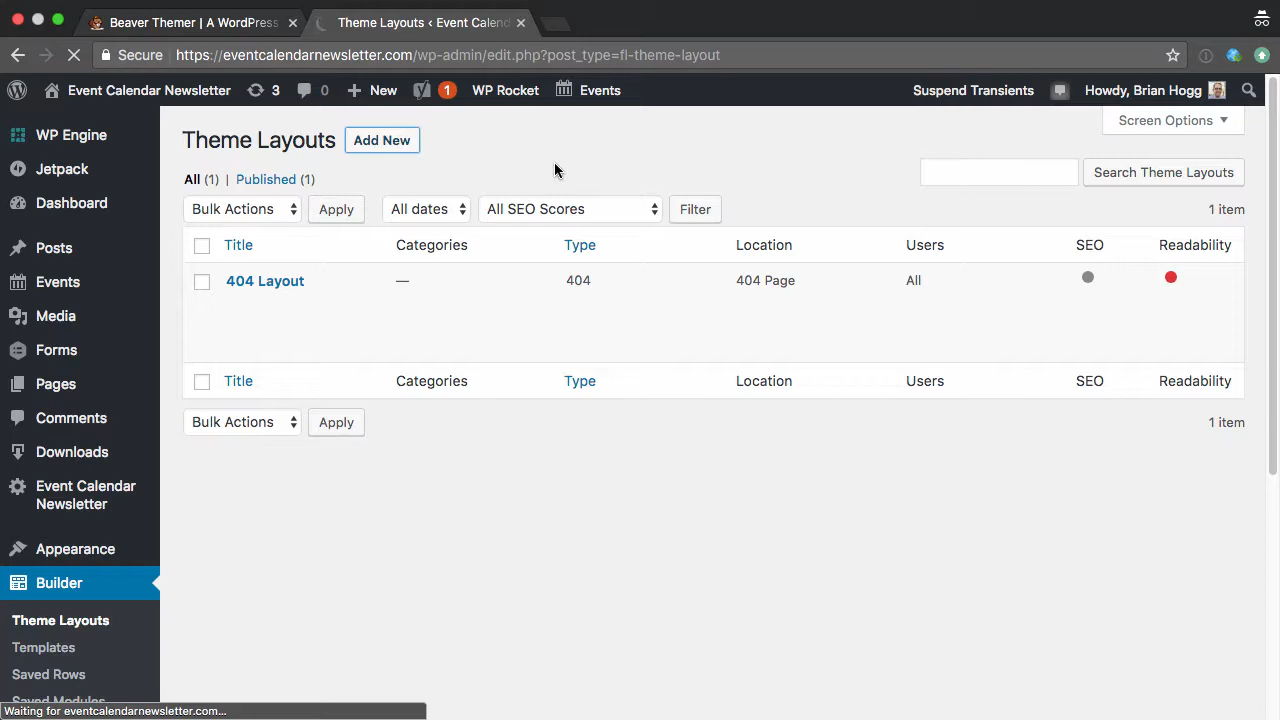 Beaver Themer | A WordPress
Theme Layouts ‹ Event Calend
Secure
https://eventcalendarnewsletter.com/wp-admin/edit.php?post_type=fl-theme-layout
Event Calendar Newsletter
3
0
New
1
WP Rocket
Events
Suspend Transients
Howdy, Brian Hogg
Screen Options
WP Engine
Jetpack
Dashboard
Posts
Events
Media
Forms
Pages
Comments
Downloads
Event Calendar
Newsletter
Appearance
Builder
Theme Layouts
Templates
Saved Rows
Saved Modules
Theme Layouts
Add New
All (1) | Published (1)
Search Theme Layouts
Bulk Actions
Apply
All dates
All SEO Scores
Filter
1 item
Title Categories Type Location Users SEO Readability
404 Layout — 404 404 Page All
Title Categories Type Location Users SEO Readability
Bulk Actions
Apply
1 item
Waiting for eventcalendarnewsletter.com...